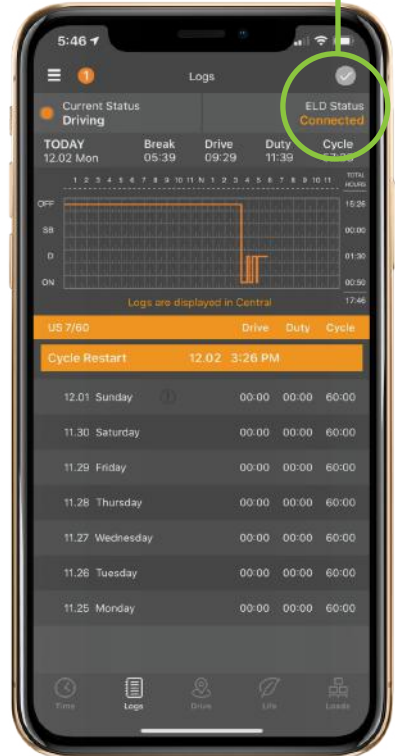 5:46
1 Logs
Current Status ELD Status
Driving Connected
TODAY Break Drive Duty Cycle
12.02 Mon 05:39 09:29 11:39
1 2 3 4 5 6 7 8 9 10 11 N 1 2 3 4 5 6 7 8 9 10 11 TOTAL HOURS
OFF 15:26
SB 00:00
D 01:30
ON 00:50
17:46
Logs are displayed in Central
US 7/60 Drive Duty Cycle
Cycle Restart 12.02 3:26 PM
12.01 Sunday 00:00 00:00 60:00
11.30 Saturday 00:00 00:00 60:00
11.29 Friday 00:00 00:00 60:00
11.28 Thursday 00:00 00:00 60:00
11.27 Wednesday 00:00 00:00 60:00
11.26 Tuesday 00:00 00:00 60:00
11.25 Monday 00:00 00:00 60:00
Time Logs Drive Life Loads